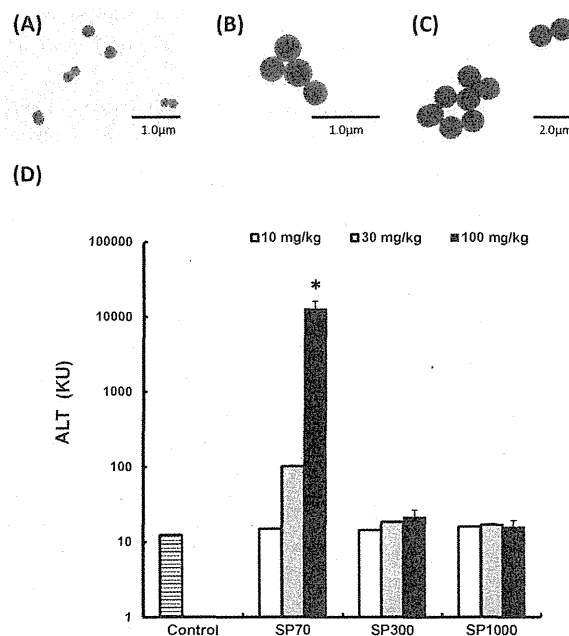 (A)
(B)
(C)
1.0μm
1.0μm
2.0μm
(D)
10 mg/kg 30 mg/kg 100 mg/kg
100000
10000
1000
100
10
1
ALT (KU)
*
Control SP70 SP300 SP1000